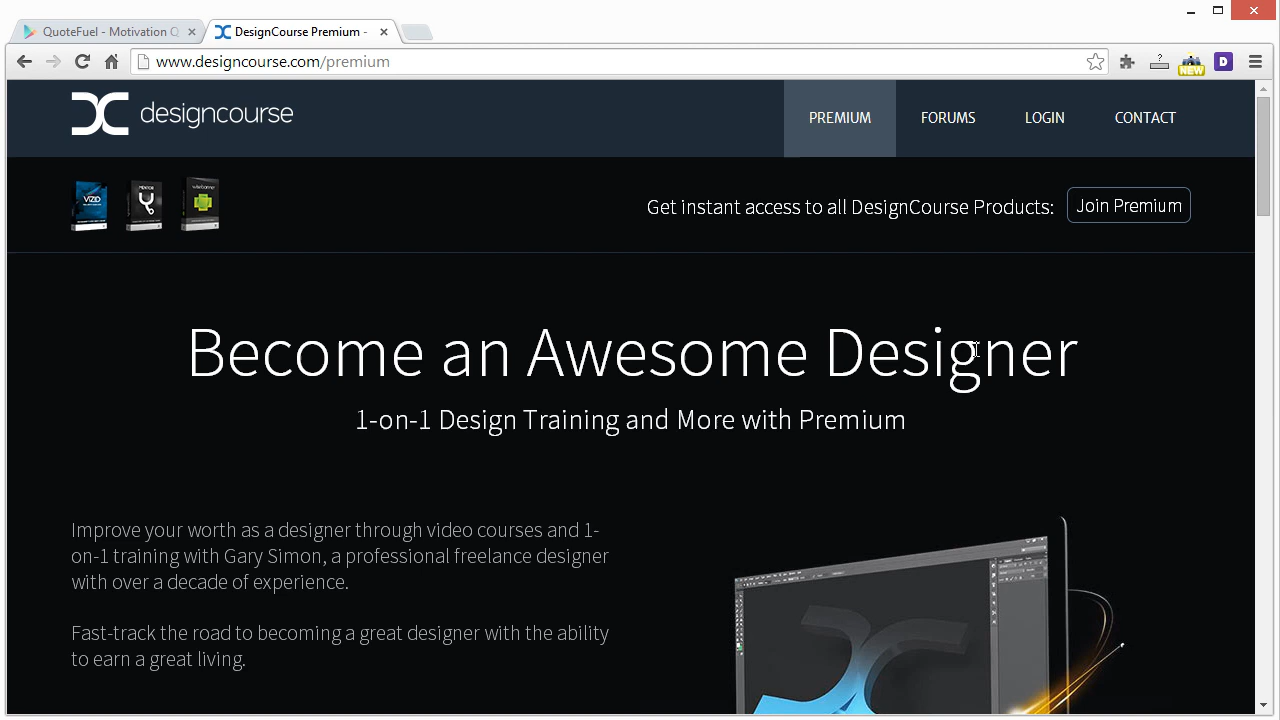 QuoteFuel - Motivation Q
DesignCourse Premium -
www.designcourse.com/premium
NEW
D
designcourse
PREMIUM
FORUMS
LOGIN
CONTACT
VIZID
MENTOR
Get instant access to all DesignCourse Products:
Join Premium
Become an Awesome Designer
1-on-1 Design Training and More with Premium
Improve your worth as a designer through video courses and 1-
on-1 training with Gary Simon, a professional freelance designer
with over a decade of experience.
Fast-track the road to becoming a great designer with the ability
to earn a great living.